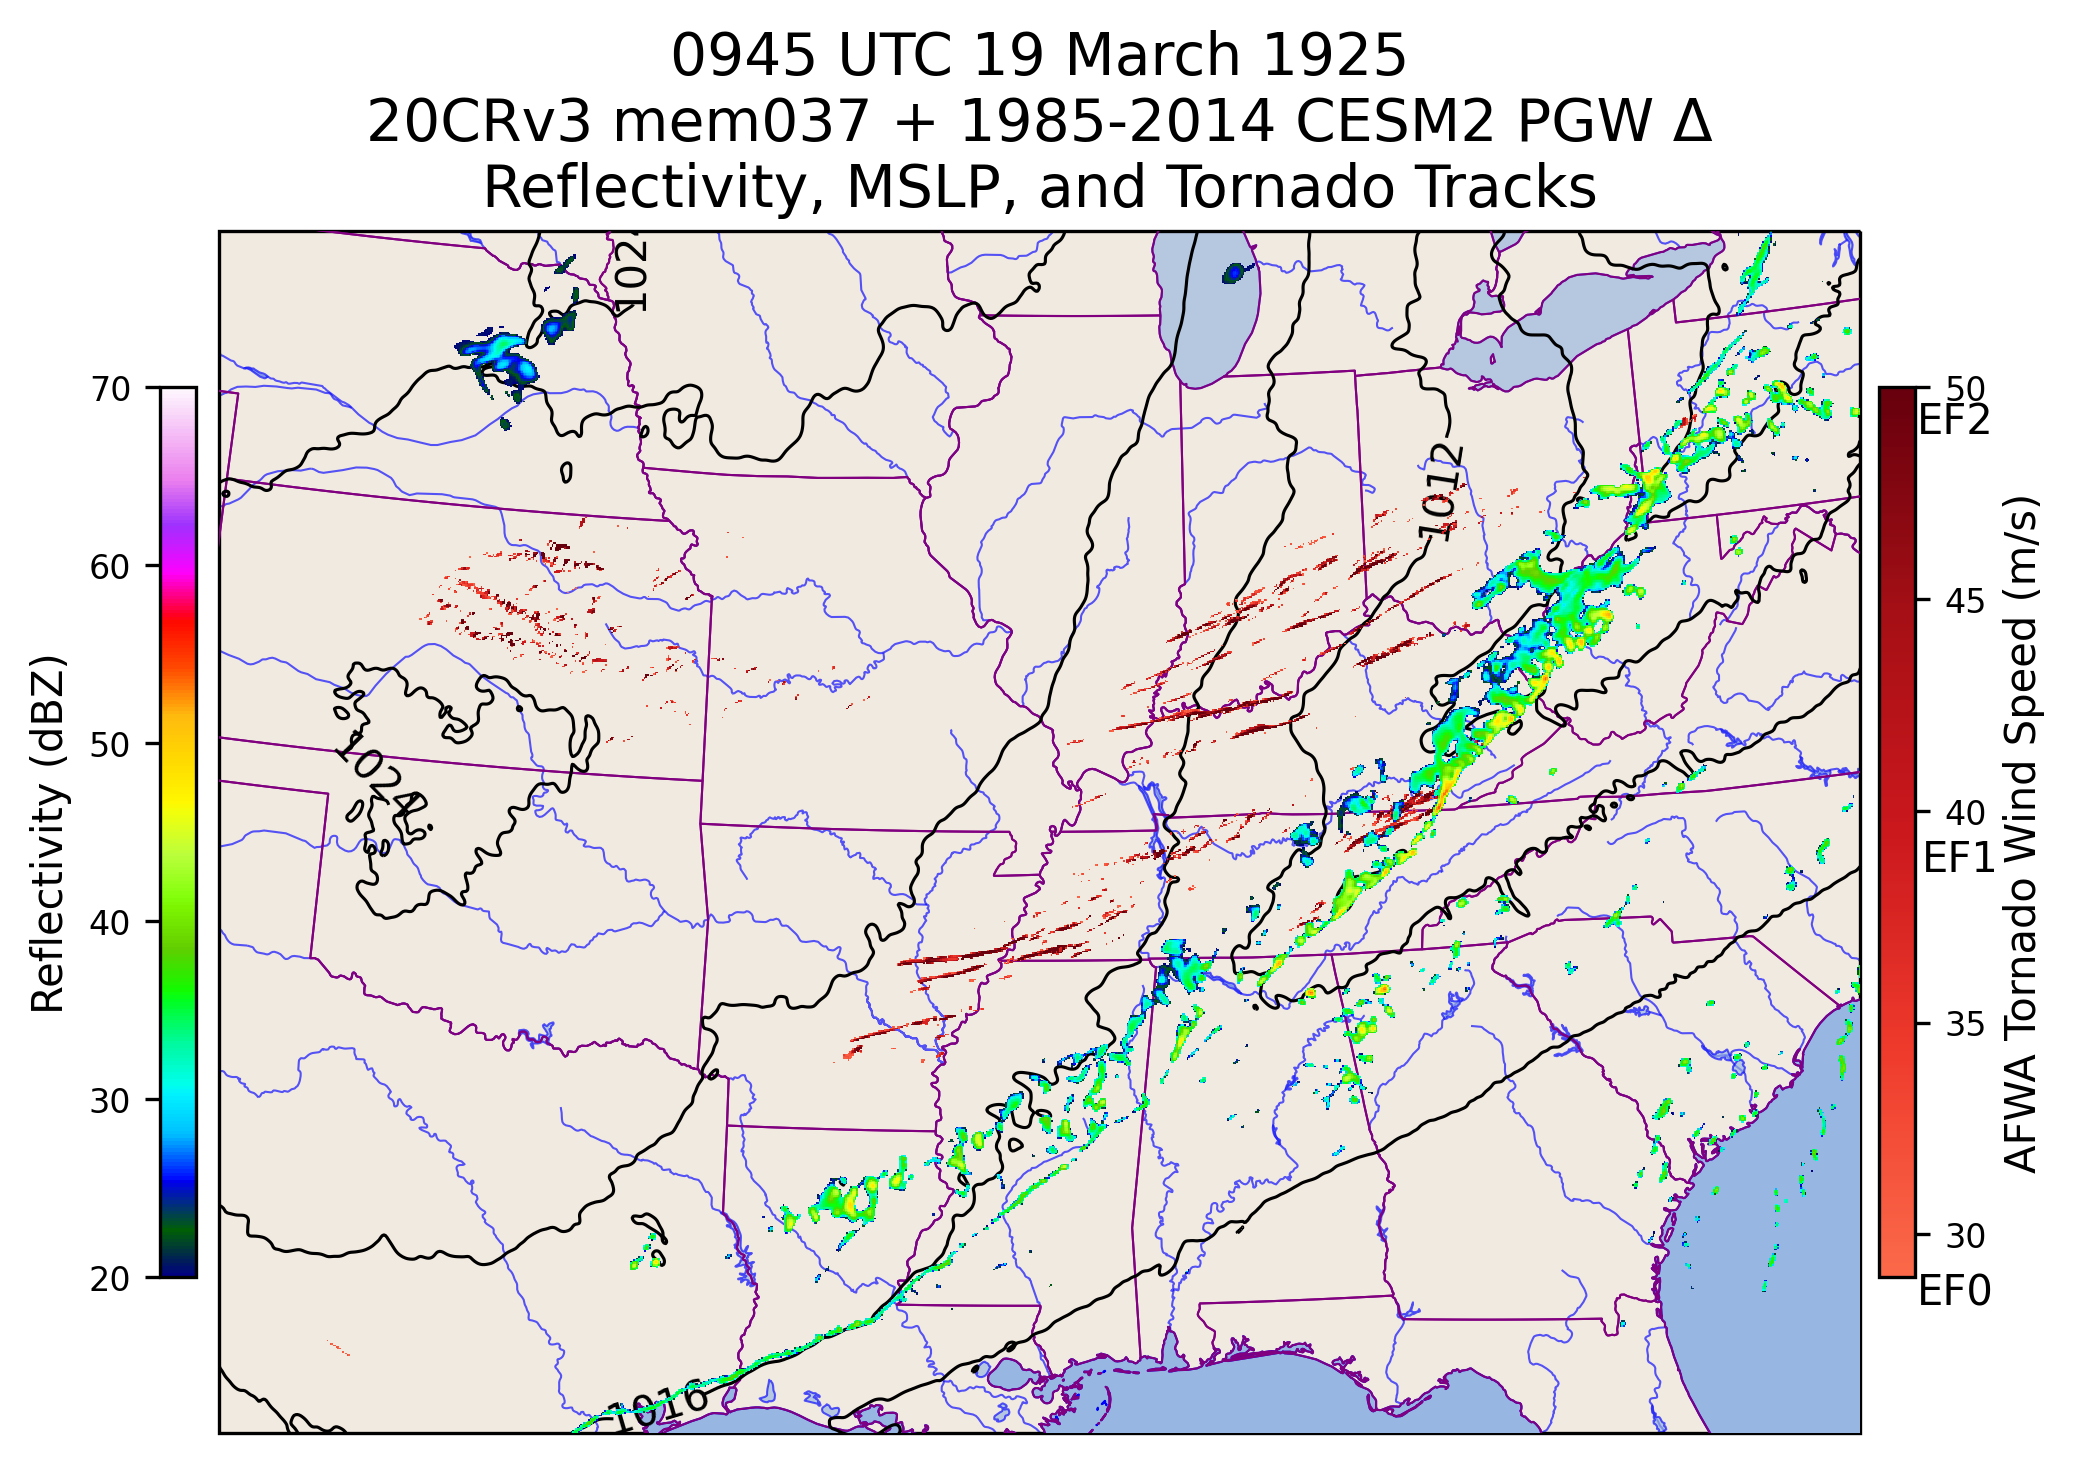 0945 UTC 19 March 1925
20CRv3 mem037 + 1985-2014 CESM2 PGW Δ
Reflectivity, MSLP, and Tornado Tracks
1024
1012
1024
1016
70
60
50
40
30
20
Reflectivity (dBZ)
50
EF2
45
40
EF1
35
30
EF0
AFWA Tornado Wind Speed (m/s)